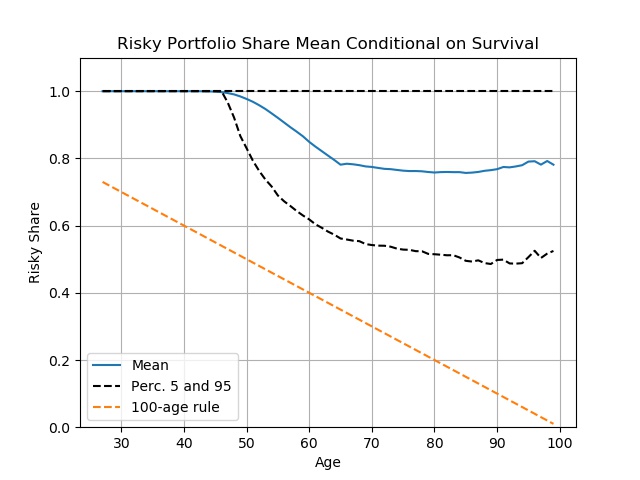 Risky Portfolio Share Mean Conditional on Survival
1.0
0.8
0.6
0.4
0.2
0.0
Risky Share
Mean
Perc. 5 and 95
100-age rule
30 40 50 60 70 80 90 100
Age